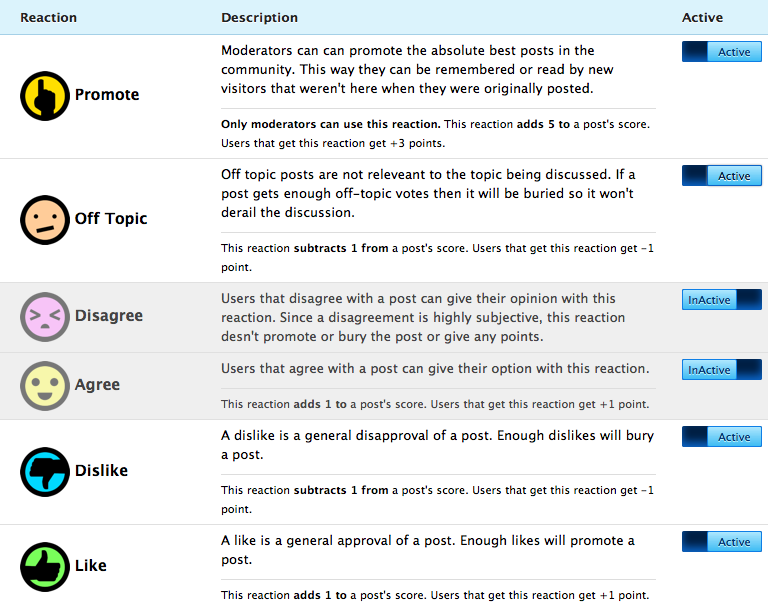 Reaction Description Active
Moderators can can promote the absolute best posts in the
community. This way they can be remembered or read by new
visitors that weren't here when they were originally posted.
Active
Promote
Only moderators can use this reaction. This reaction adds 5 to a post's score.
Users that get this reaction get +3 points.
Off topic posts are not releveant to the topic being discussed. If a
post gets enough off-topic votes then it will be buried so it won't
derail the discussion.
Active
Off Topic
This reaction subtracts 1 from a post's score. Users that get this reaction get -1
point.
Users that disagree with a post can give their opinion with this
reaction. Since a disagreement is highly subjective, this reaction
desn't promote or bury the post or give any points.
InActive
Disagree
Users that agree with a post can give their option with this reaction.
InActive
Agree
This reaction adds 1 to a post's score. Users that get this reaction get +1 point.
A dislike is a general disapproval of a post. Enough dislikes will bury
a post.
Active
Dislike
This reaction subtracts 1 from a post's score. Users that get this reaction get -1
point.
A like is a general approval of a post. Enough likes will promote a
post.
Active
Like
This reaction adds 1 to a post's score. Users that get this reaction get +1 point.